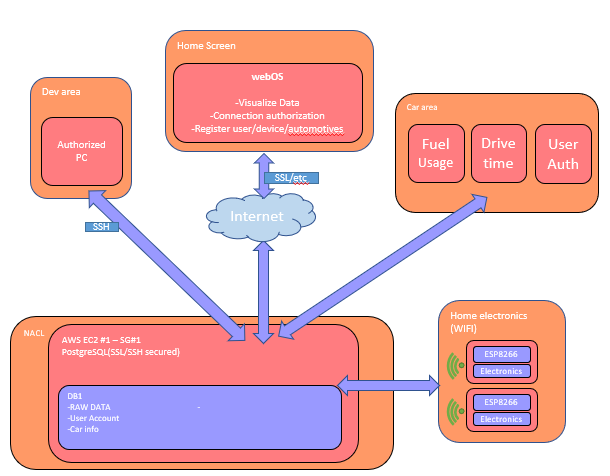 Home Screen
webOS
-Visualize Data
-Connection authorization
-Register user/device/automotives
Dev area
Authorized
PC
Car area
Fuel
Usage
Drive
time
User
Auth
SSL/etc
Internet
SSH
NACL
AWS EC2 #1 – SG#1
PostgreSQL(SSL/SSH secured)
DB1
-RAW DATA -
-User Account
-Car info
Home electronics
(WIFI)
ESP8266
Electronics
ESP8266
Electronics